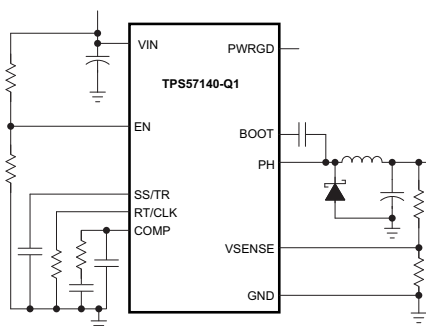 VIN
PWRGD
TPS57140-Q1
EN
BOOT
PH
SS/TR
RT/CLK
COMP
VSENSE
GND